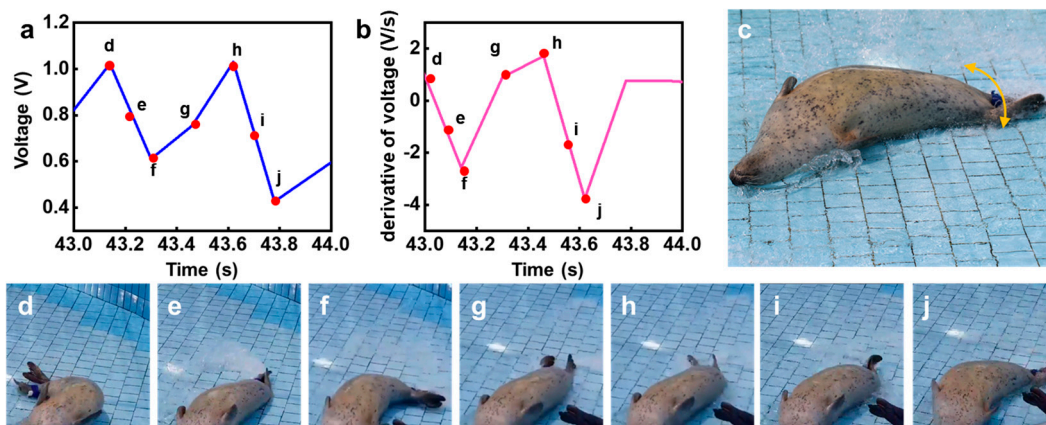 a
1.2
1.0
0.8
0.6
0.4
Voltage (V)
d
e
f
g
h
i
j
43.0 43.2 43.4 43.6 43.8 44.0
Time (s)
b
2
0
-2
-4
derivative of voltage (V/s)
d
e
f
g
h
i
j
43.0 43.2 43.4 43.6 43.8 44.0
Time (s)
c
d e f g h i j